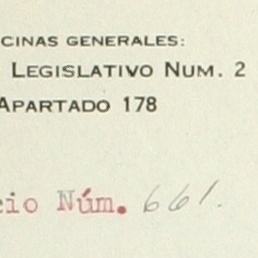 CINAS GENERALES:
LEGISLATIVO NUM. 2
APARTADO 178
cio Núm. 661.